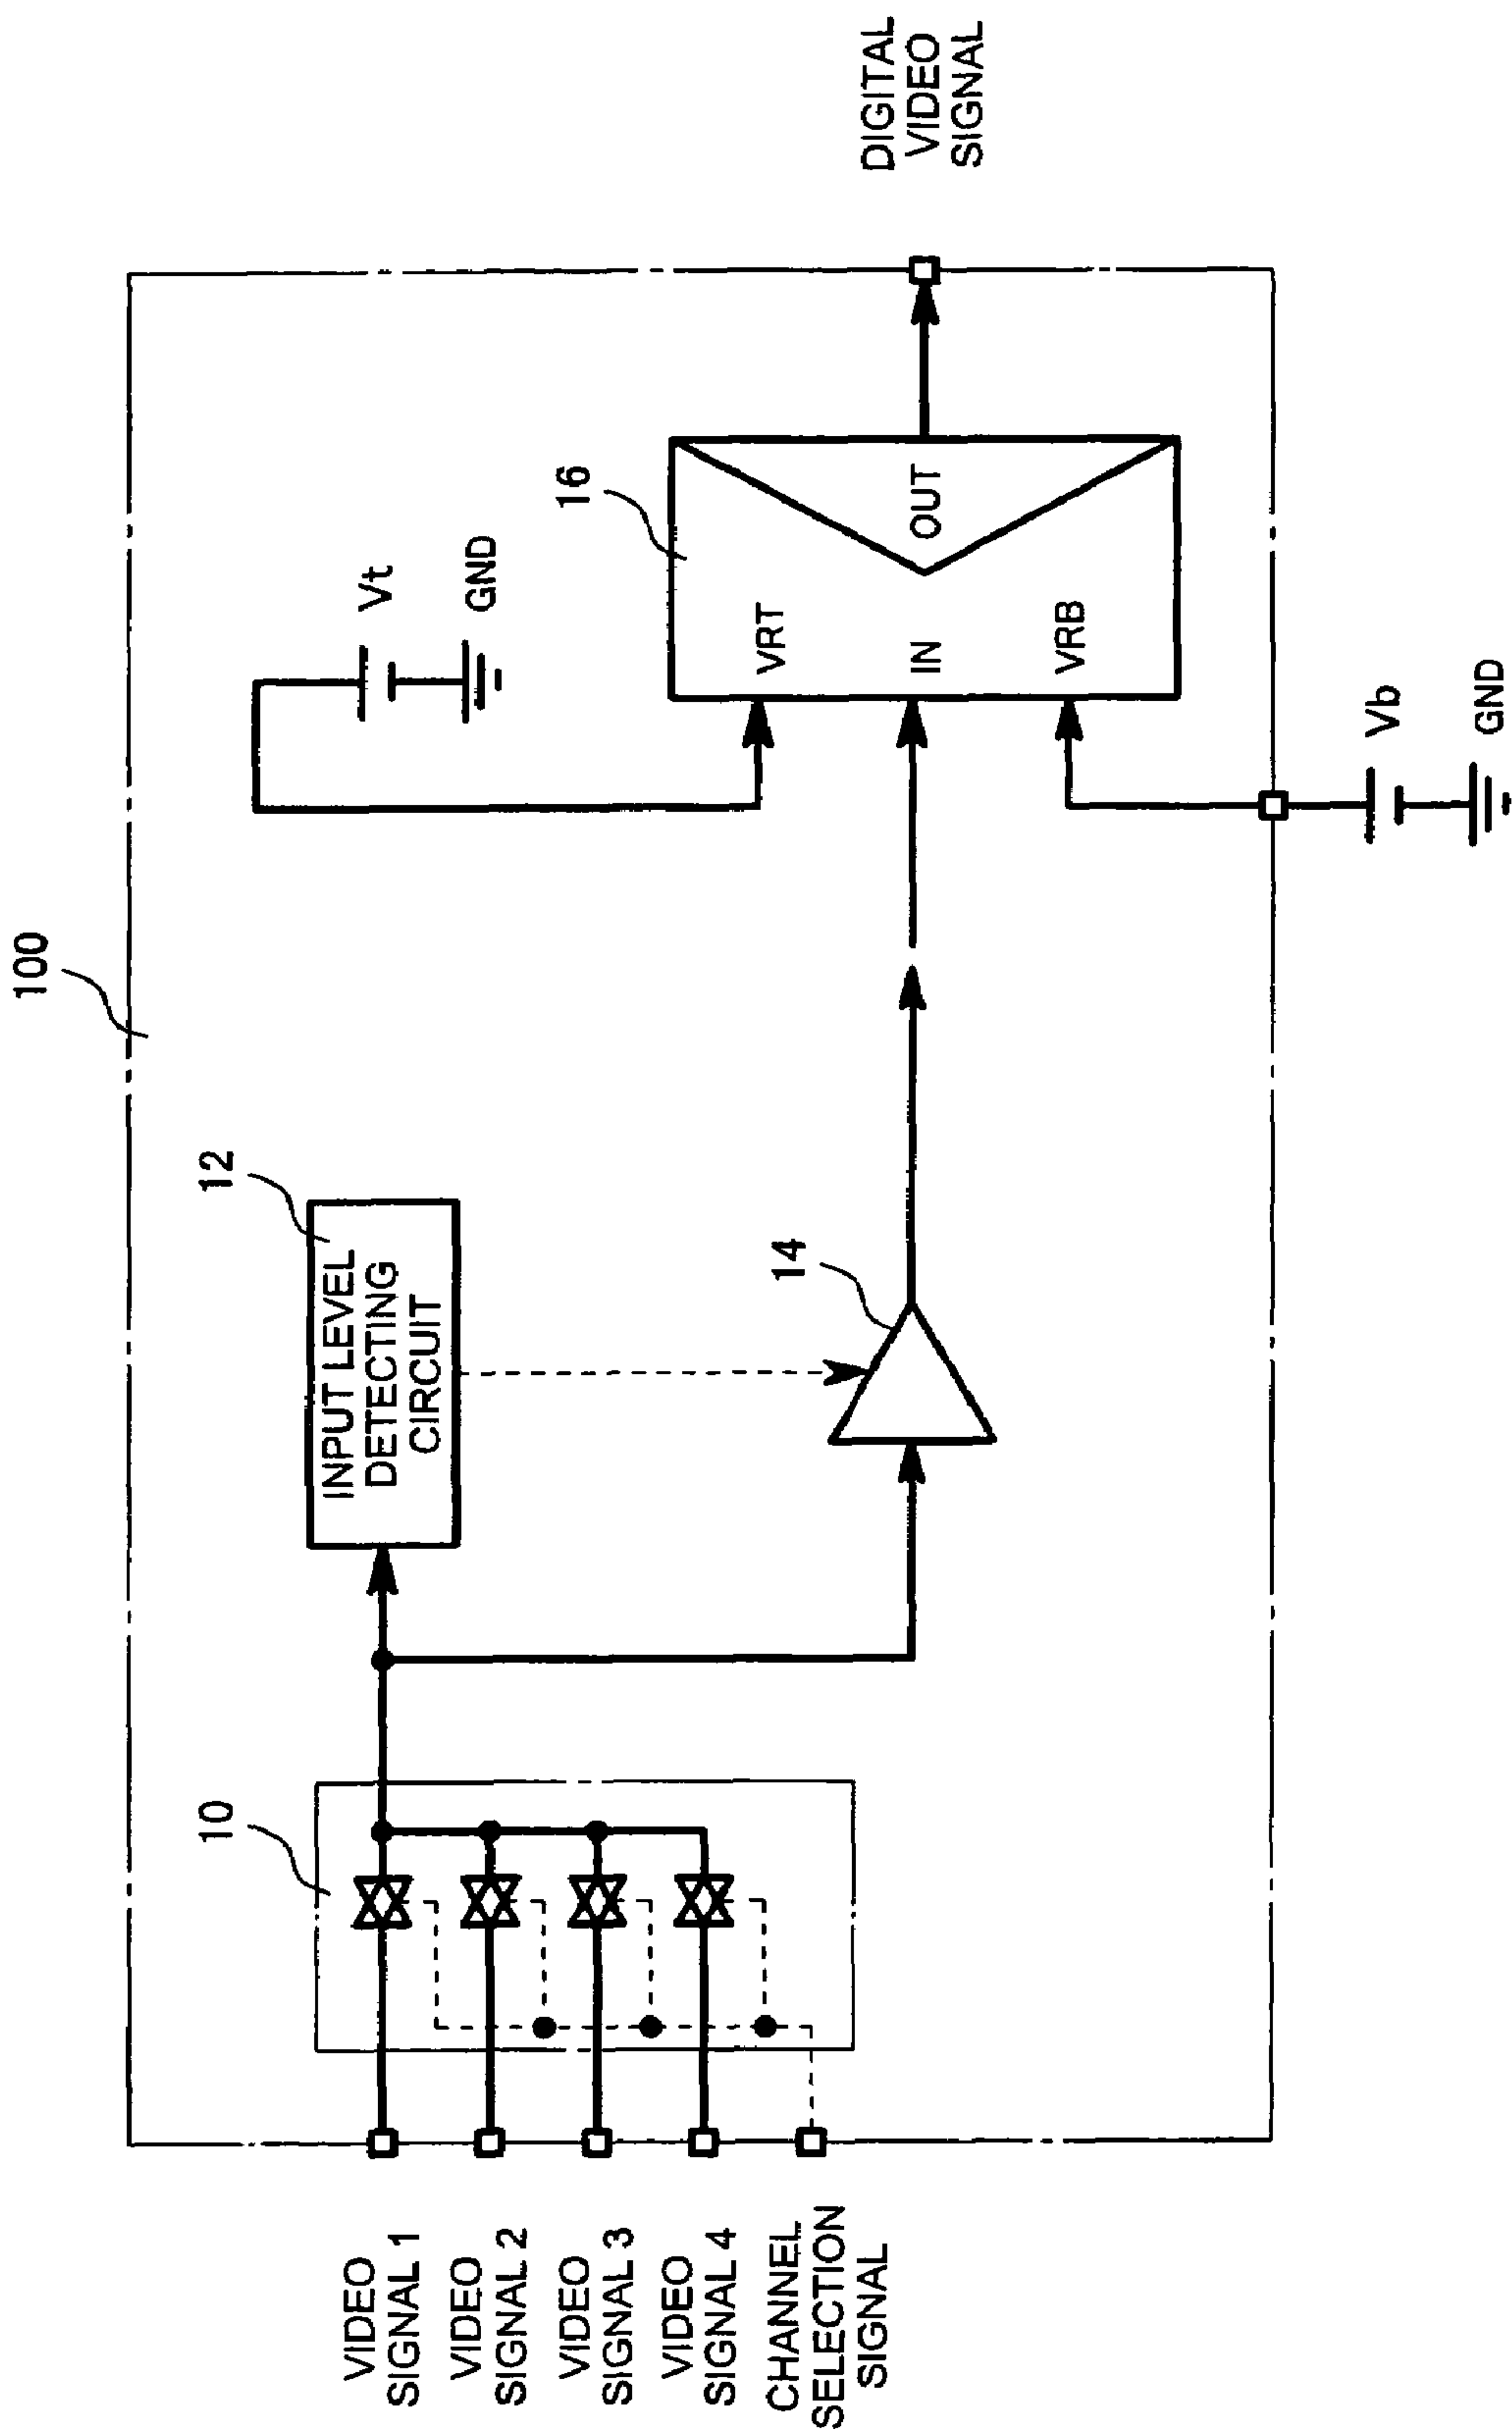 100
10
12
INPUT LEVEL
DETECTING
CIRCUIT
14
Vt
GND
16
VRT
IN
VRB
OUT
VIDEO
SIGNAL 1
VIDEO
SIGNAL 2
VIDEO
SIGNAL 3
VIDEO
SIGNAL 4
CHANNEL
SELECTION
SIGNAL
DIGITAL
VIDEO
SIGNAL
Vb
GND